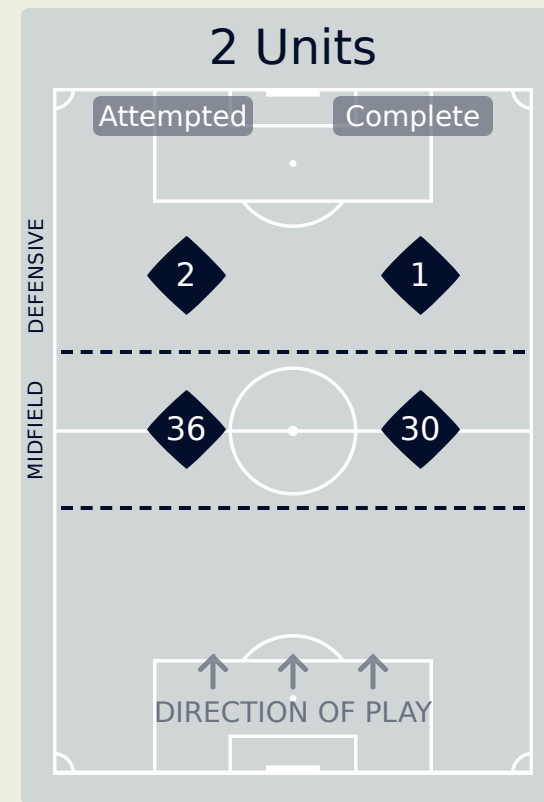 2 Units
Attempted
Complete
DEFENSIVE
2
1
MIDFIELD
36
30
DIRECTION OF PLAY